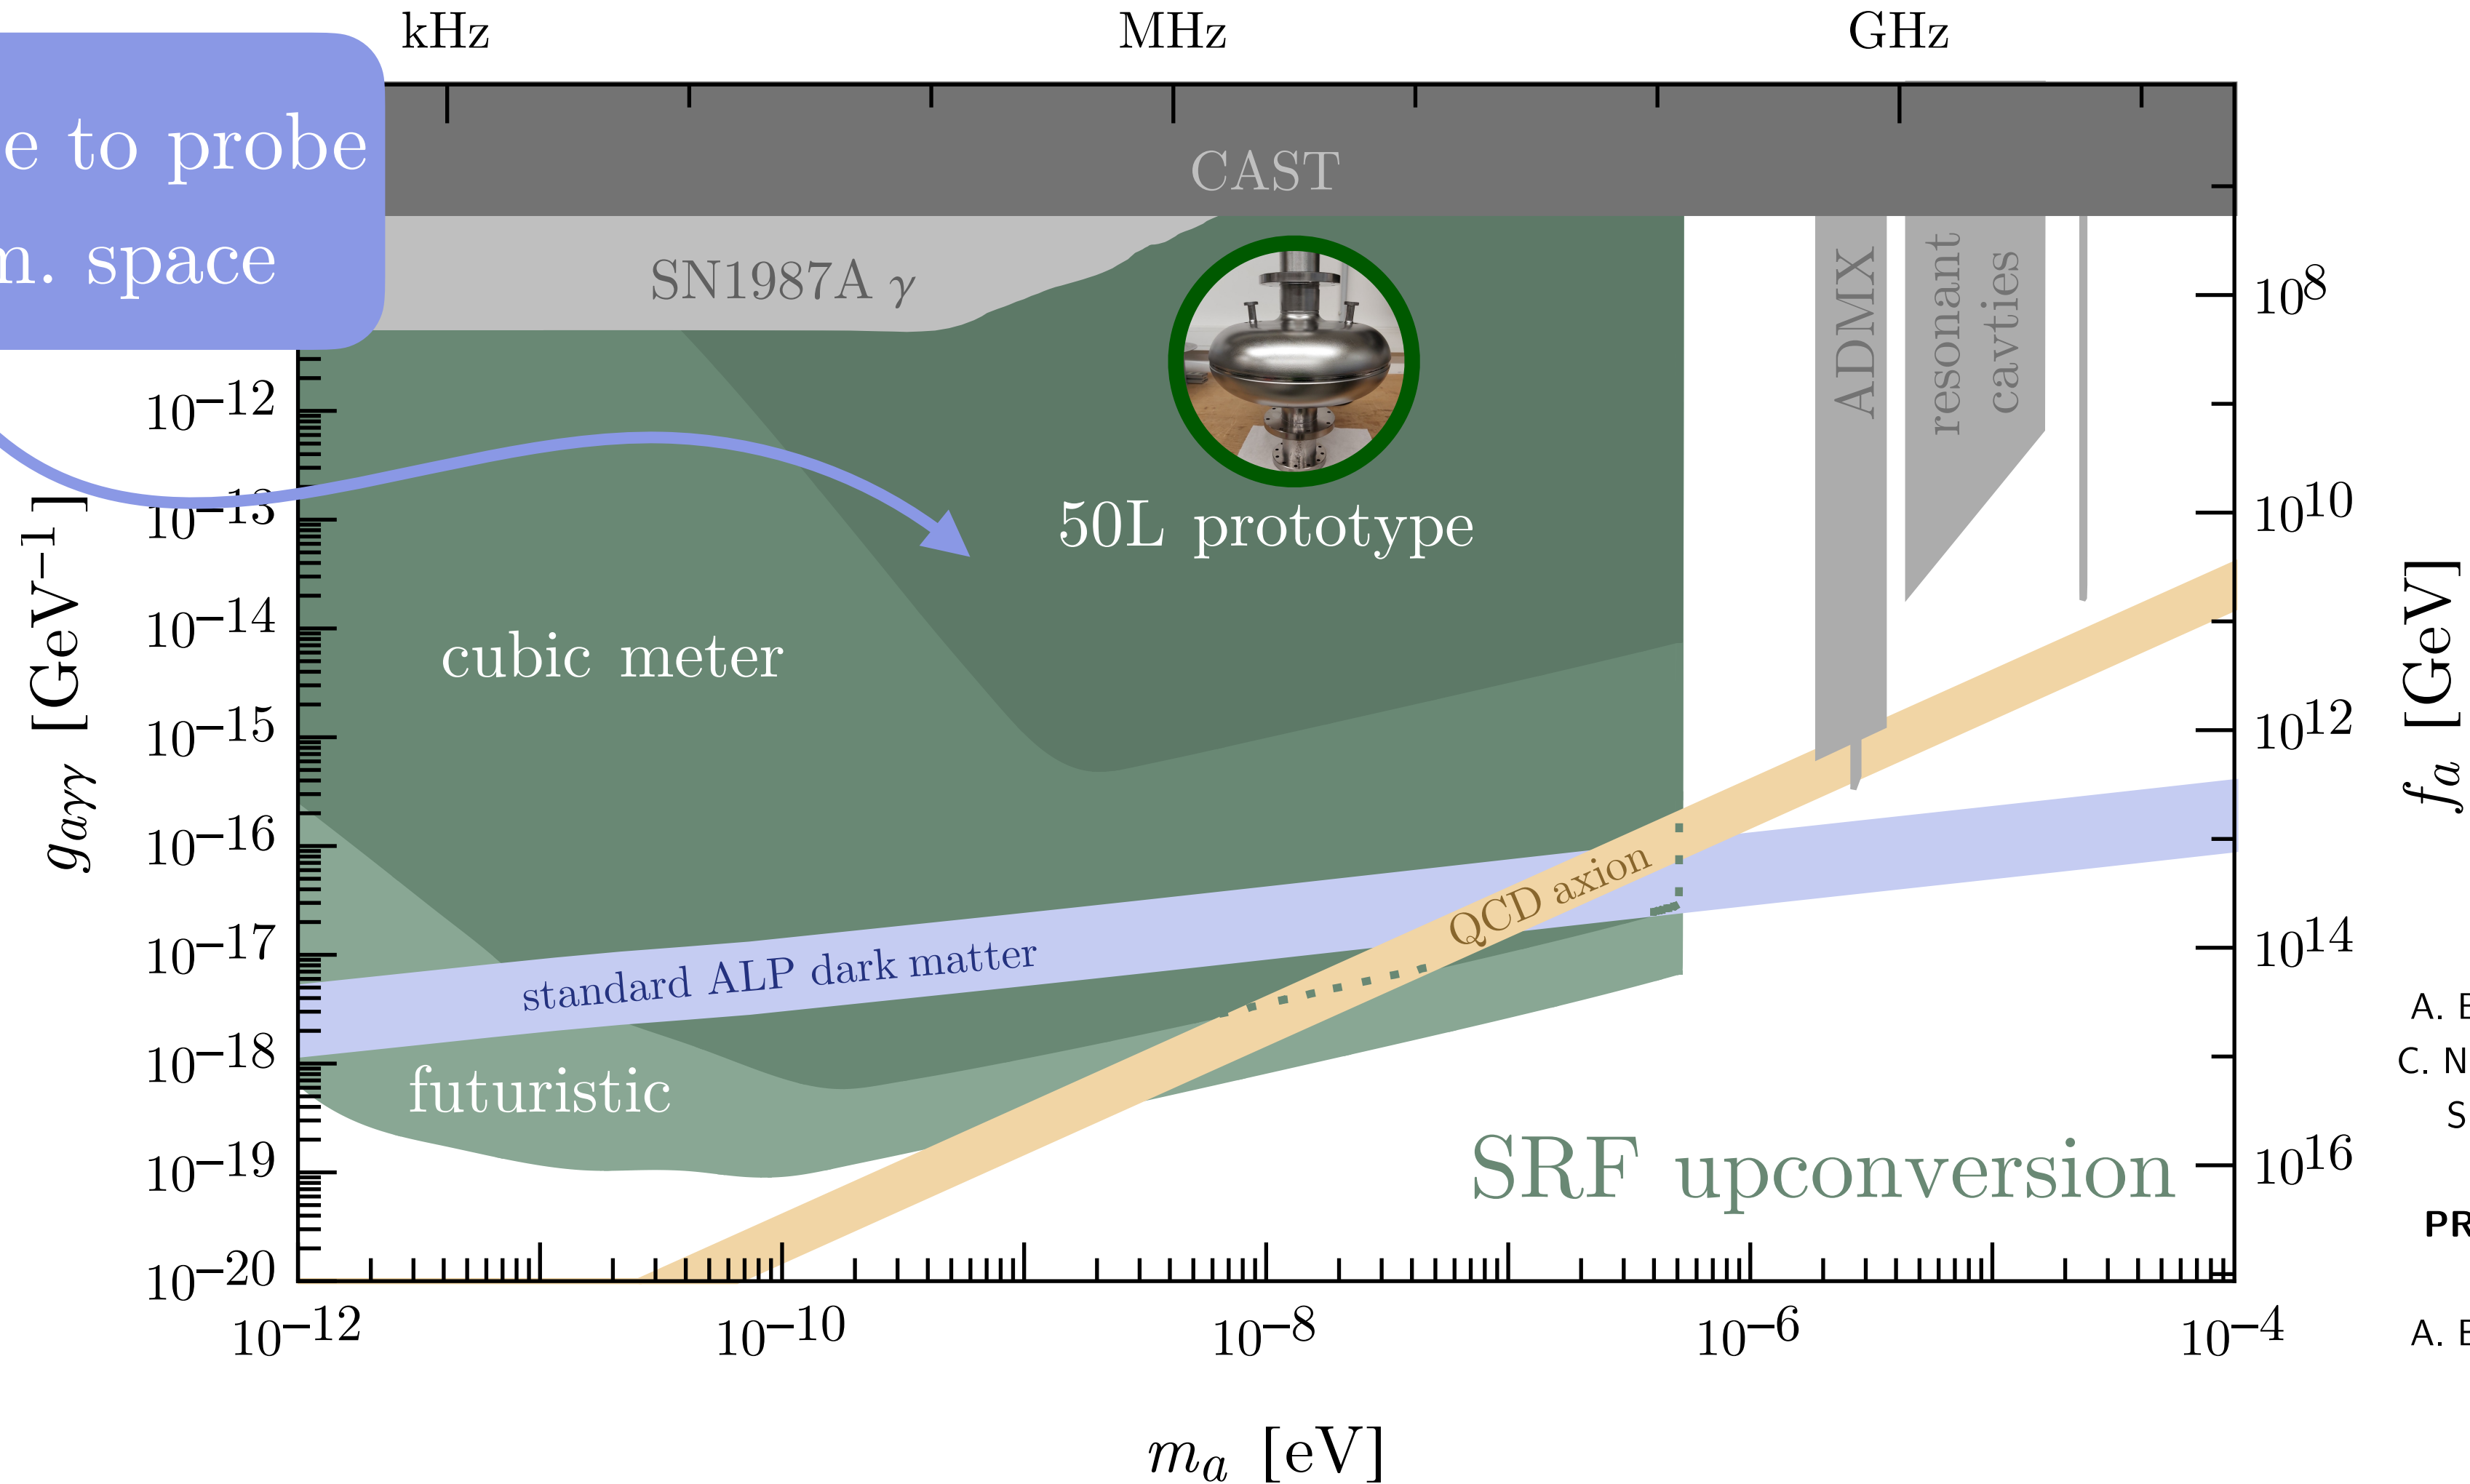 kHz MHz GHz
e to probe
m. space
CAST
SN1987A γ
ADMX
resonant
cavties
50L prototype
cubic meter
standard ALP dark matter
QCD axion
futuristic
SRF upconversion
g_{aγγ} [GeV^{−1}]
10^{−12}
10^{−13}
10^{−14}
10^{−15}
10^{−16}
10^{−17}
10^{−18}
10^{−19}
10^{−20}
10^{−12} 10^{−10} 10^{−8} 10^{−6} 10^{−4}
m_a [eV]
10^8
10^{10}
10^{12}
10^{14}
10^{16}
f_a [GeV]
A.
C. N
S
PR
A.